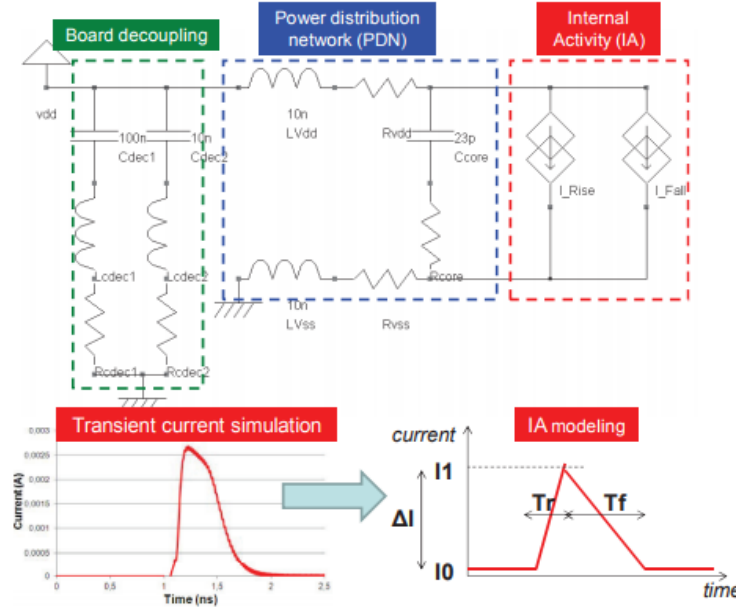 Board decoupling
Power distribution
network (PDN)
Internal
Activity (IA)
vdd
100n
Cdec1
10n
Cdec2
10n
LVdd
Rvdd
23p
Ccore
I_Rise
I_Fall
Lcdec1
Lcdec2
Rcore
10n
LVss
Rvss
Rcdec1
Rcdec2
Transient current simulation
0.003
0.0025
0.002
0.0015
0.001
0.0005
0
Current(A)
0
0.5
1
1,5
2
2,5
Time (ns)
IA modeling
current
I1
ΔI
I0
Tr
Tf
time